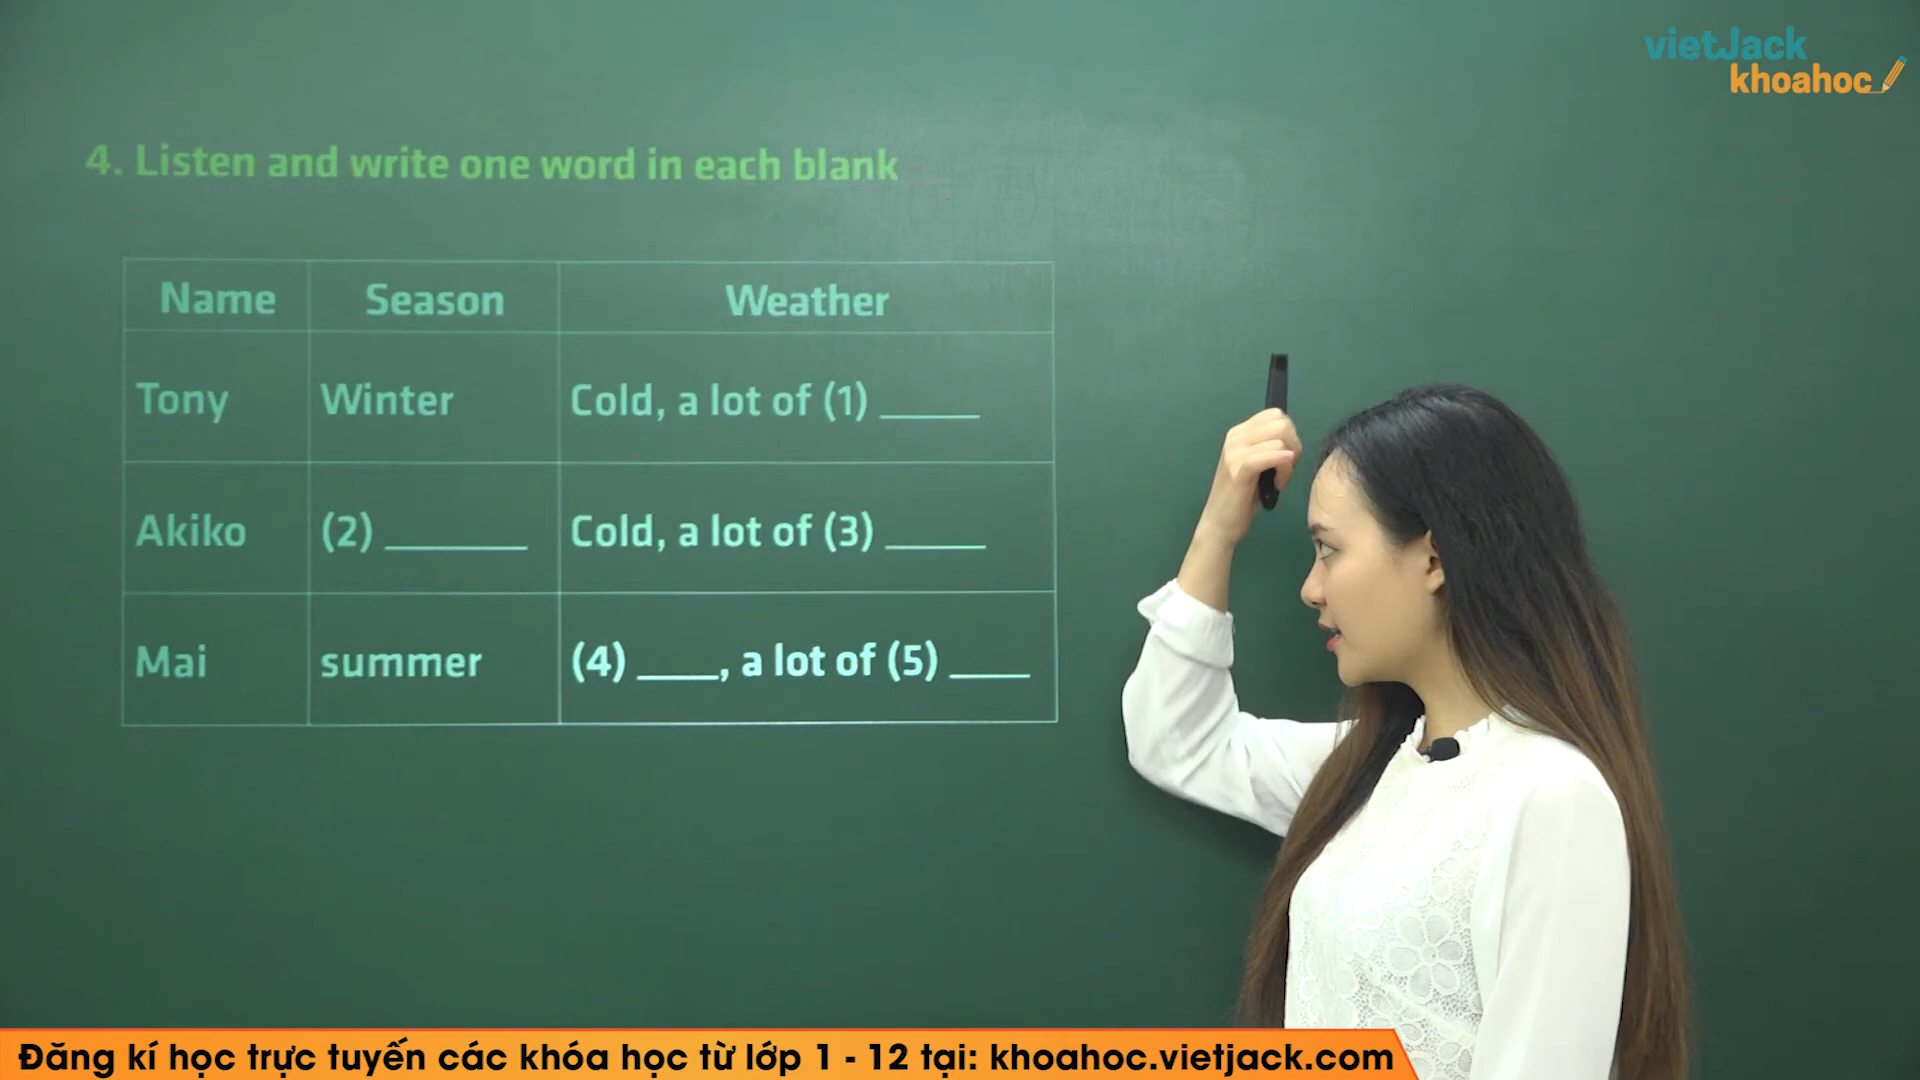 vietJack
khoahoc
4. Listen and write one word in each blank
Name Season Weather
Tony Winter Cold, a lot of (1) _____
Akiko (2) _______ Cold, a lot of (3) _____
Mai summer (4) ____, a lot of (5) ____
Đăng kí học trực tuyến các khóa học từ lớp 1 - 12 tại: khoahoc.vietjack.com